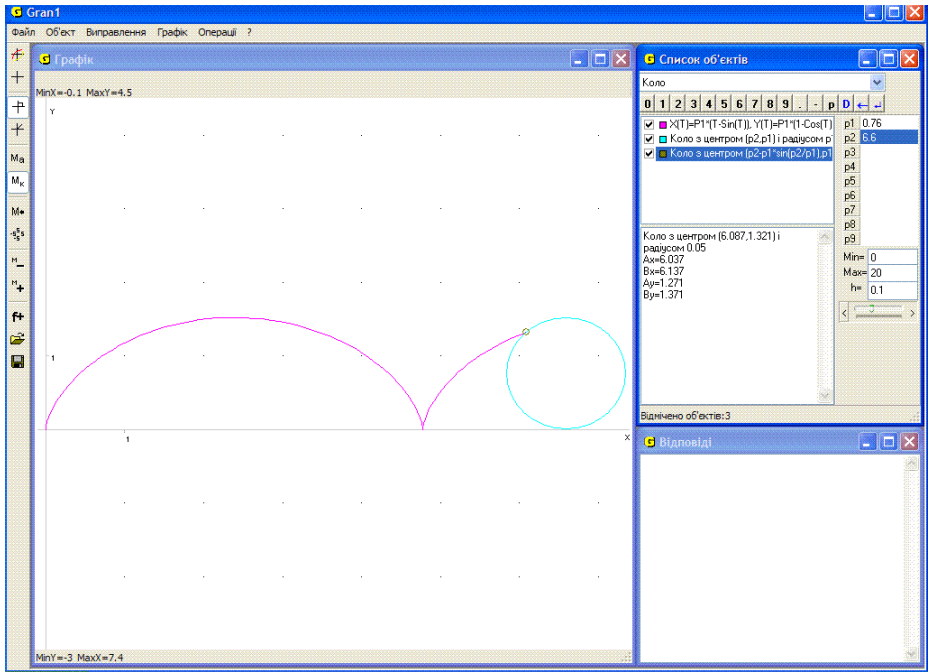 Gran1
Файл Об'єкт Виправлення Графік Операції ?
Графік
MinX=-0.1 MaxY=4.5
Y
1
1
X
MinY=-3 MaxX=7.4
Ma
Mк
M
M
M
f+
Список об'єктів
Коло
0 1 2 3 4 5 6 7 8 9 . - p D
X(T)=P1*(T-Sin(T)), Y(T)=P1*(1-Cos(T)
Коло з центром (p2,p1) і радіусом p
Коло з центром (p2-p1*sin(p2/p1),p1
p1 0.76
p2 6.6
p3
p4
p5
p6
p7
p8
p9
Коло з центром (6.087,1.321) і
радіусом 0.05
Ax=6.037
Bx=6.137
Ay=1.271
By=1.371
Min= 0
Max= 20
h= 0.1
Відмічено об'єктів:3
Відповіді